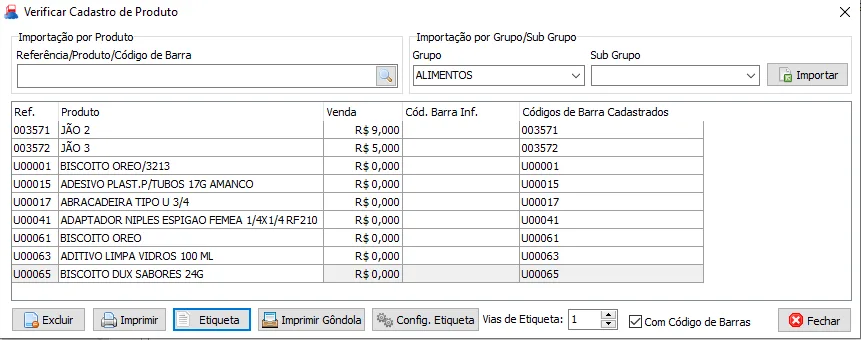 Verificar Cadastro de Produto
Importação por Produto
Referência/Produto/Código de Barra
Importação por Grupo/Sub Grupo
Grupo
Sub Grupo
ALIMENTOS
Importar
Ref. Produto Venda Cód. Barra Inf. Códigos de Barra Cadastrados
003571 JÃO 2 R$ 9,000 003571
003572 JÃO 3 R$ 5,000 003572
U00001 BISCOITO OREO/3213 R$ 0,000 U00001
U00015 ADESIVO PLAST.P/TUBOS 17G AMANCO R$ 0,000 U00015
U00017 ABRACADEIRA TIPO U 3/4 R$ 0,000 U00017
U00041 ADAPTADOR NIPLES ESPIGAO FEMEA 1/4X1/4 RF210 R$ 0,000 U00041
U00061 BISCOITO OREO R$ 0,000 U00061
U00063 ADITIVO LIMPA VIDROS 100 ML R$ 0,000 U00063
U00065 BISCOITO DUX SABORES 24G R$ 0,000 U00065
Excluir Imprimir Etiqueta Imprimir Gôndola Config. Etiqueta Vias de Etiqueta: 1 Com Código de Barras Fechar